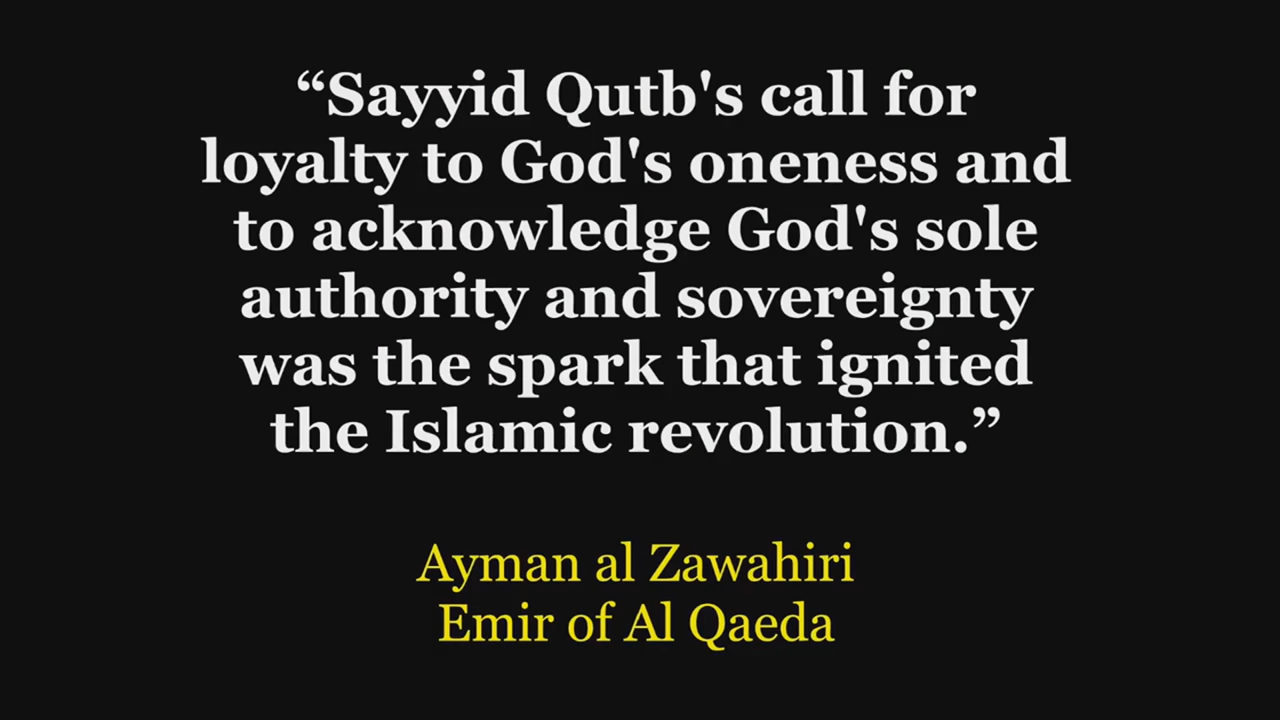 “Sayyid Qutb's call for
loyalty to God's oneness and
to acknowledge God's sole
authority and sovereignty
was the spark that ignited
the Islamic revolution.”
Ayman al Zawahiri
Emir of Al Qaeda